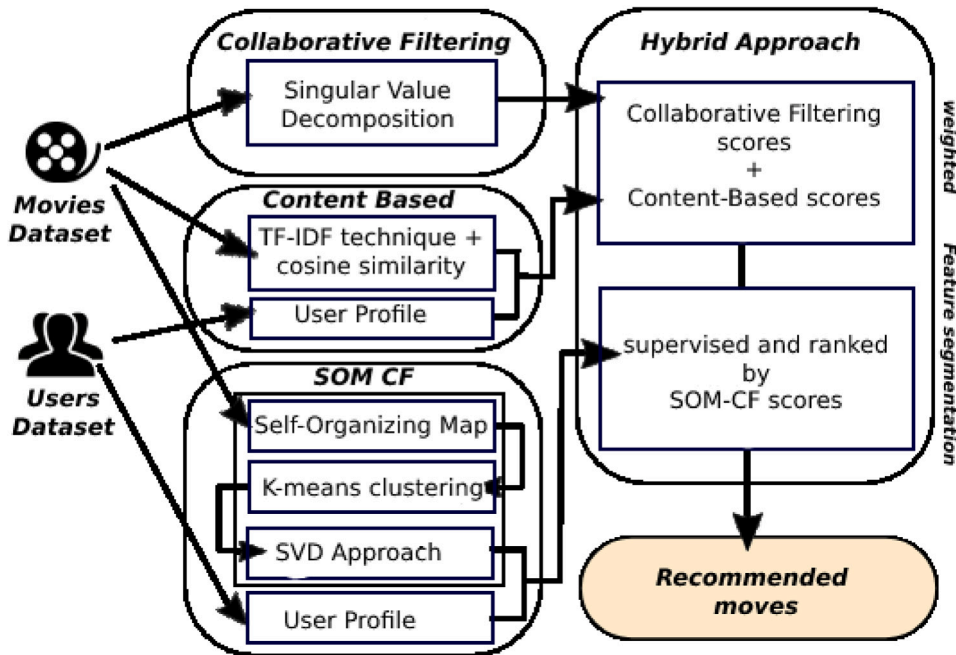 Collaborative Filtering
Singular Value
Decomposition
Movies
Dataset
Content Based
TF-IDF technique +
cosine similarity
User Profile
Users
Dataset
SOM CF
Self-Organizing Map
K-means clustering
SVD Approach
User Profile
Hybrid Approach
Collaborative Filtering
scores
+
Content-Based scores
supervised and ranked
by
SOM-CF scores
weighted
Feature segmentation
Recommended
moves